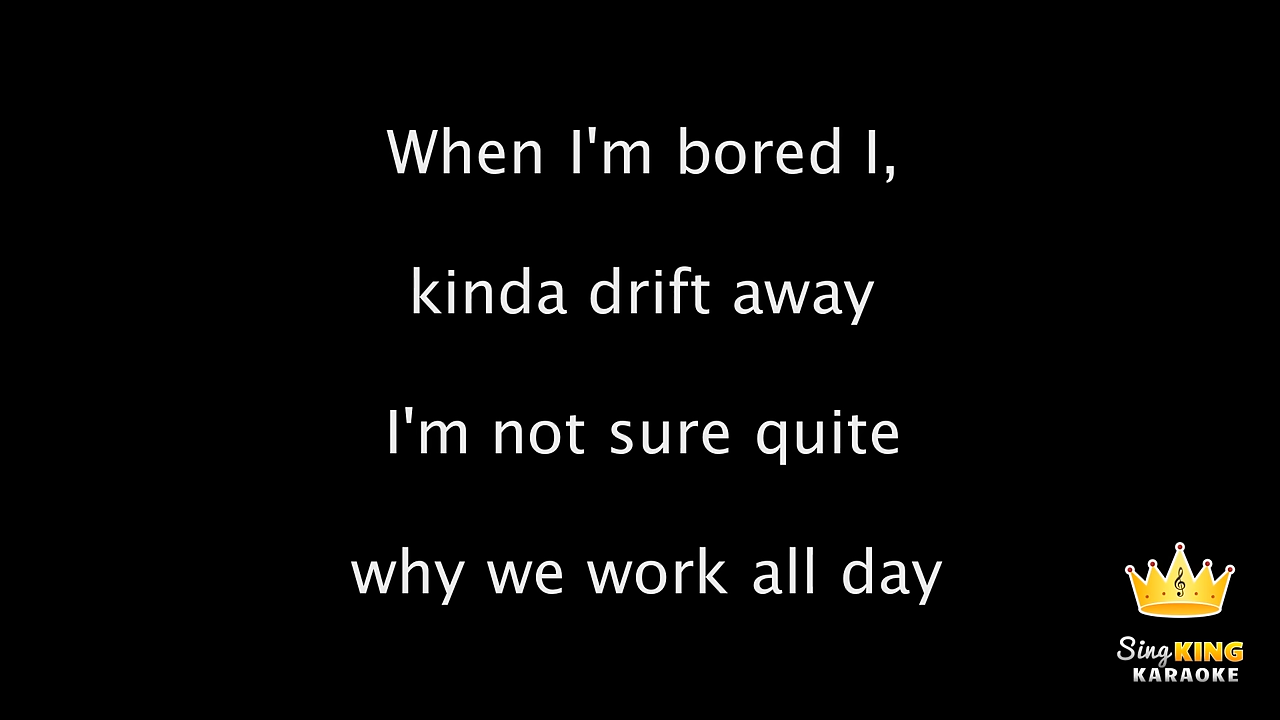 When I'm bored I,
kinda drift away
I'm not sure quite
why we work all day
Sing KING
KARAOKE